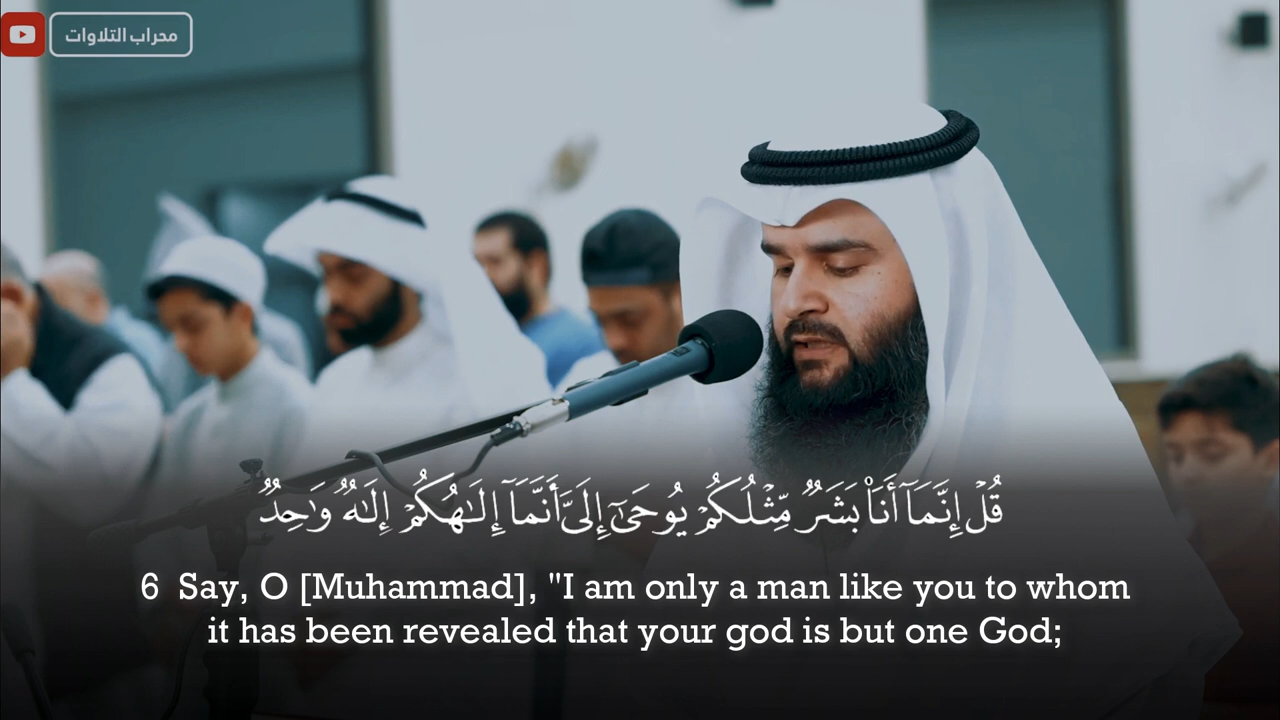 محراب التلاوات
قُلْ إِنَّمَآ أَنَا۠ بَشَرٌ مِّثْلُكُمْ يُوحَىٰٓ إِلَىَّ أَنَّمَآ إِلَـٰهُكُمْ إِلَـٰهٌ وَٰحِدٌ
6 Say, O [Muhammad], "I am only a man like you to whom
it has been revealed that your god is but one God;